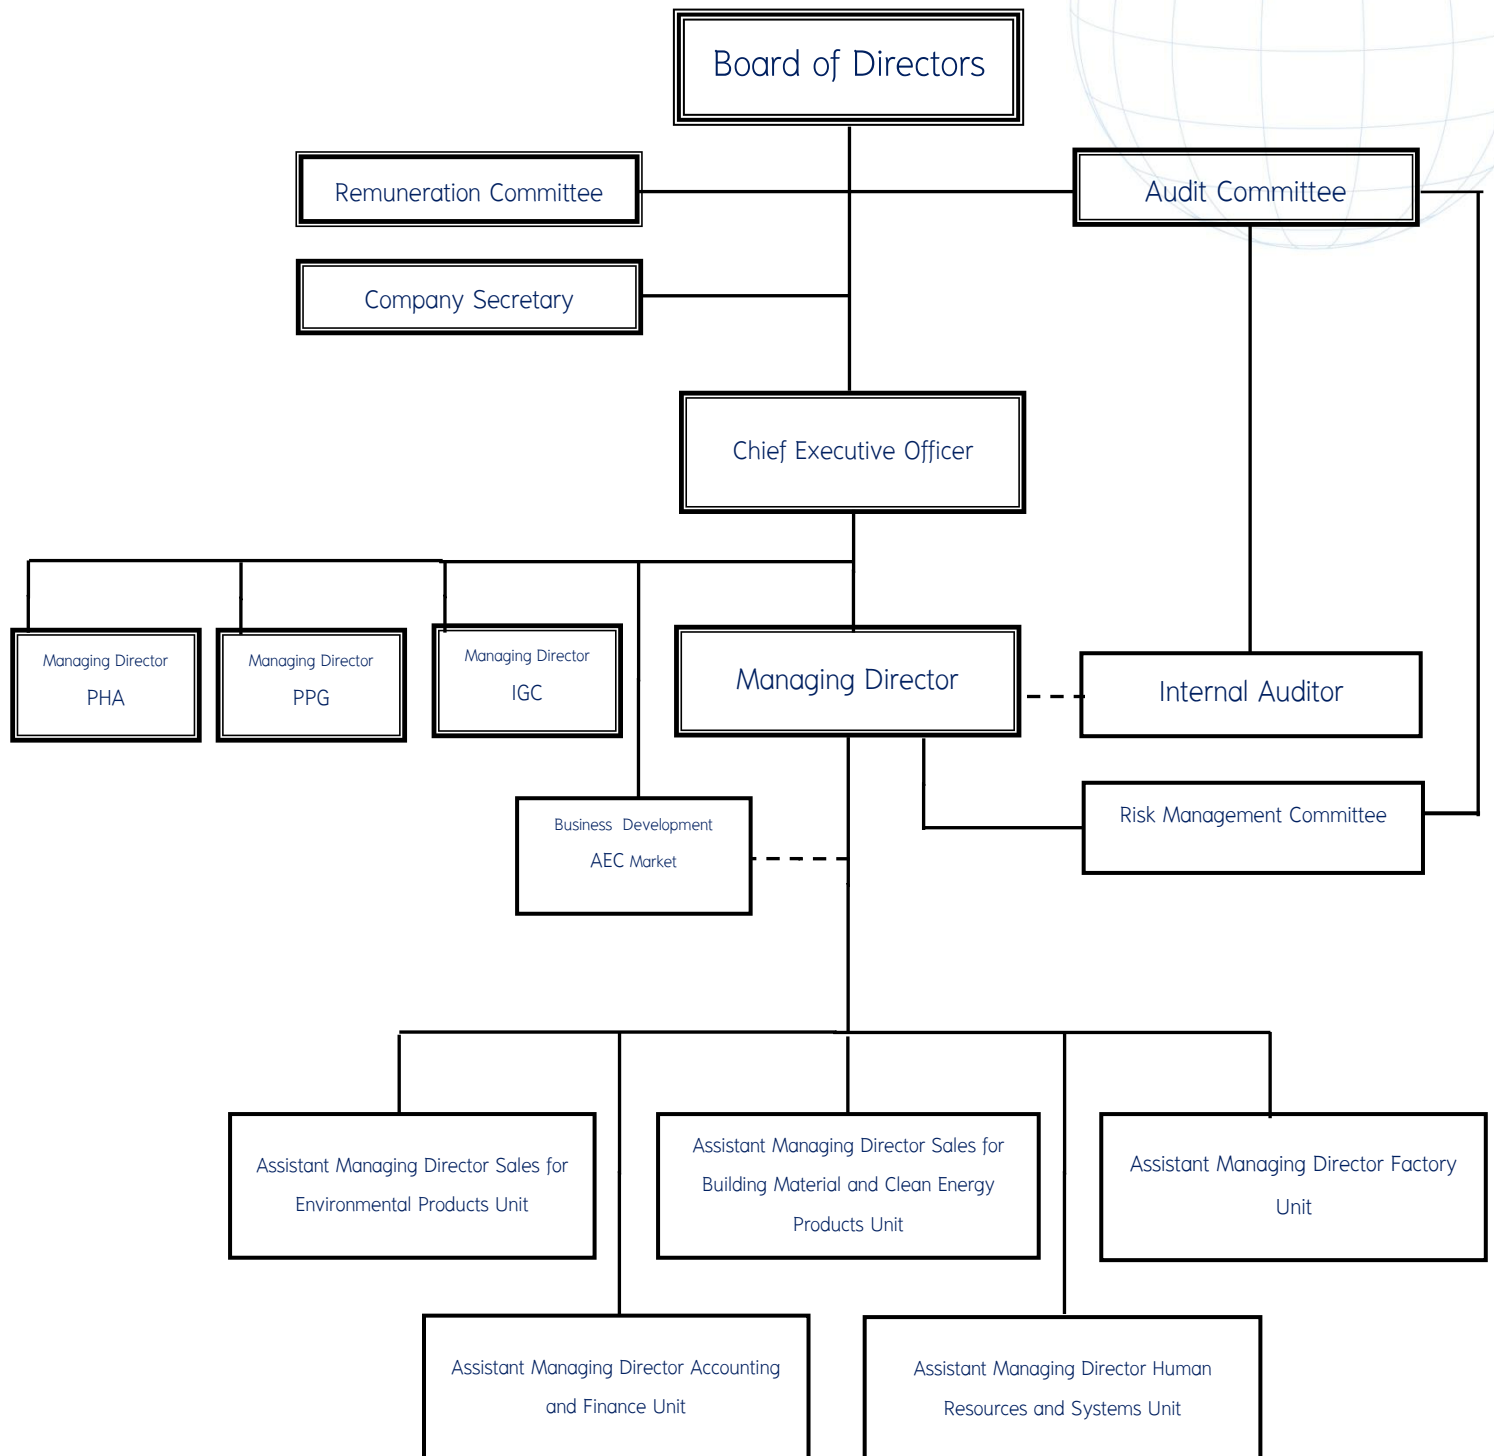 Board of Directors
Remuneration Committee
Audit Committee
Company Secretary
Chief Executive Officer
Managing Director
PHA
Managing Director
PPG
Managing Director
IGC
Managing Director
Internal Auditor
Risk Management Committee
Business Development
AEC Market
Assistant Managing Director Sales for
Environmental Products Unit
Assistant Managing Director Sales for
Building Material and Clean Energy
Products Unit
Assistant Managing Director Factory
Unit
Assistant Managing Director Accounting
and Finance Unit
Assistant Managing Director Human
Resources and Systems Unit